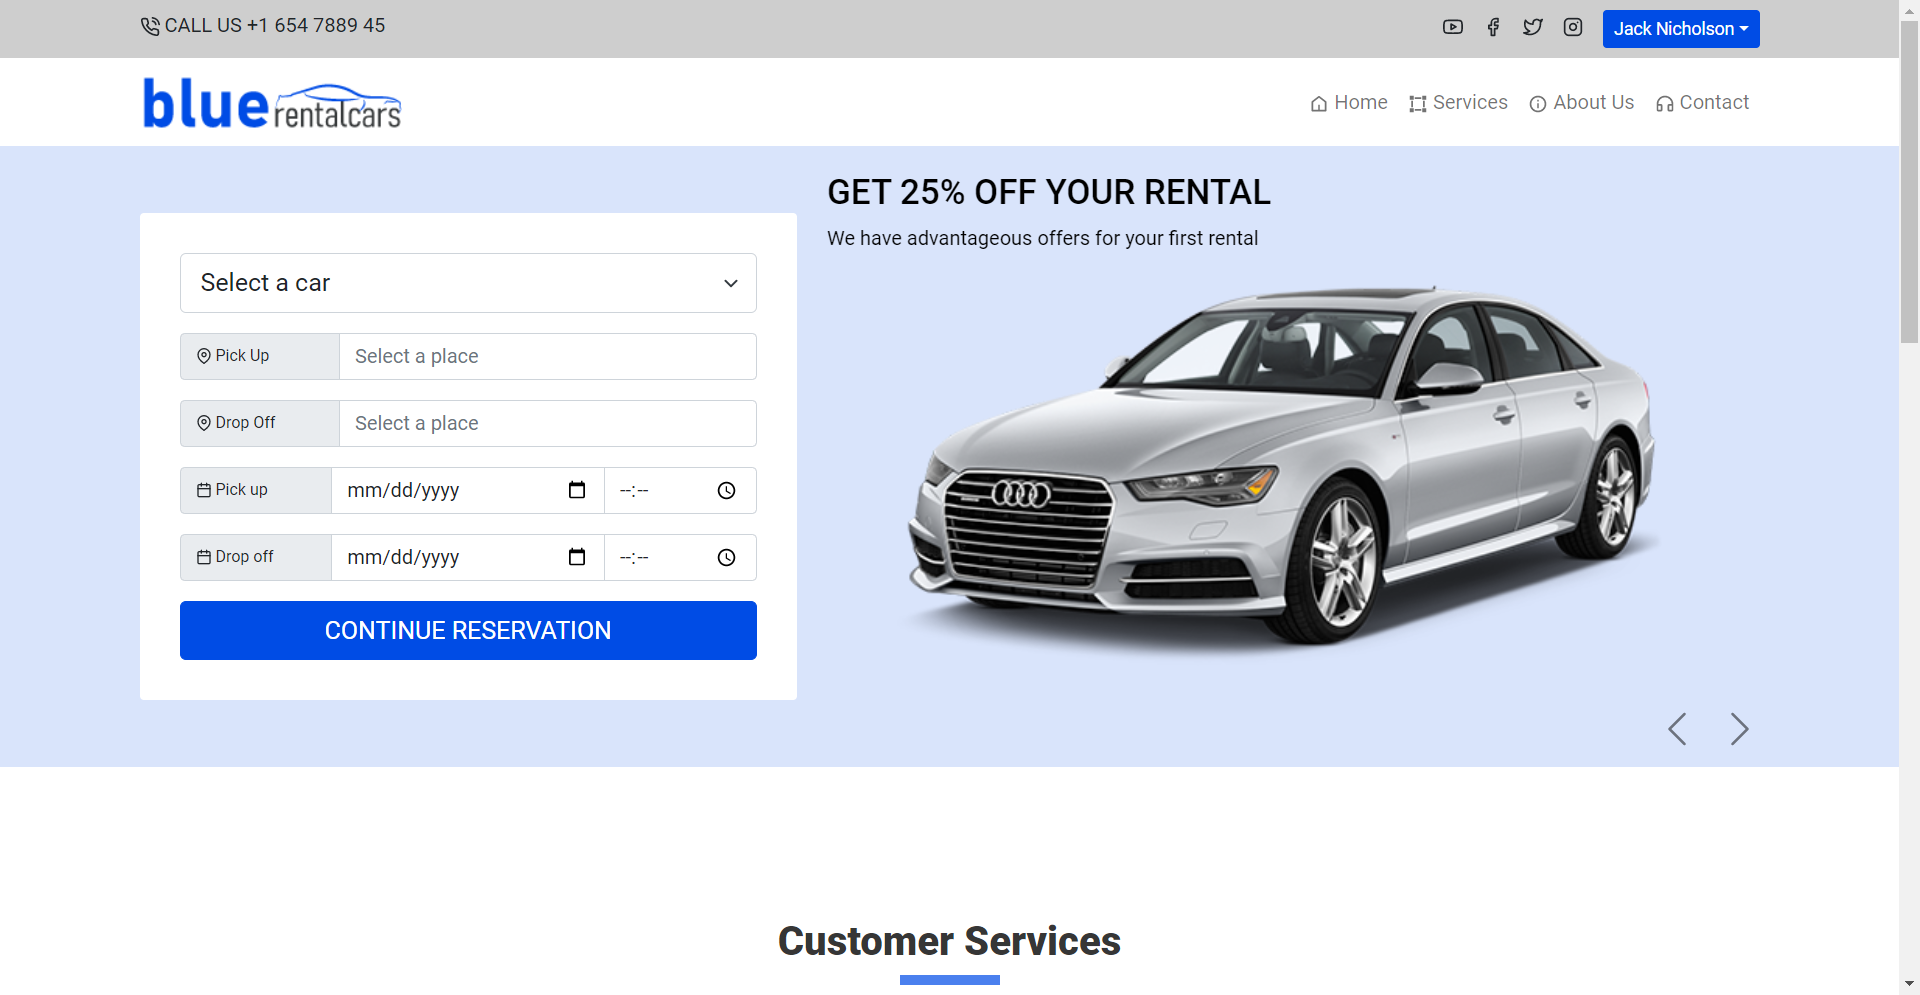 CALL US +1 654 7889 45
Jack Nicholson
blue rentalcars
Home
Services
About Us
Contact
GET 25% OFF YOUR RENTAL
We have advantageous offers for your first rental
Select a car
Pick Up
Select a place
Drop Off
Select a place
Pick up
mm/dd/yyyy
--:--
Drop off
mm/dd/yyyy
--:--
CONTINUE RESERVATION
Customer Services